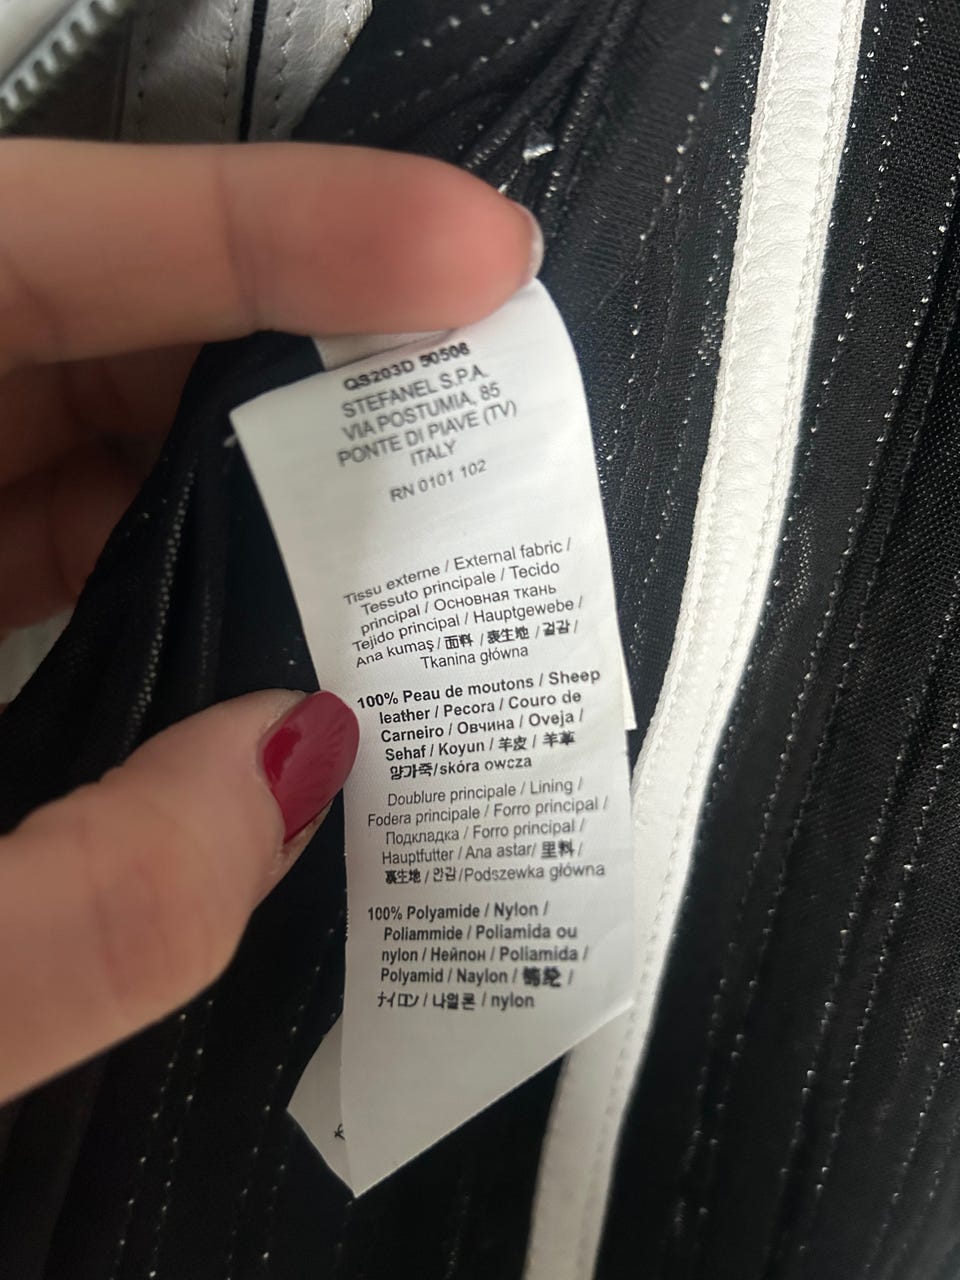 QS203D 90506
STEFANEL S.P.A.
VIA POSTUMIA, 85
PONTE DI PIAVE (TV)
ITALY
RN 0101 102
Tissu externe / External fabric /
Tessuto principale / Tecido
principal / Основная ткань
Tejido principal / Hauptgewebe /
Ana kumaş / 面料 / 表生地 / 겉감 /
Tkanina główna
100% Peau de moutons / Sheep
leather / Pecora / Couro de
Carneiro / Овчина / Oveja /
Sehaf / Koyun / 羊皮 / 羊革
양가죽/skóra owcza
Doublure principale / Lining /
Fodera principale / Forro principal /
Подкладка / Forro principal /
Hauptfutter / Ana astar/ 里料 /
裏生地 / 안감/Podszewka główna
100% Polyamide / Nylon /
Poliammide / Poliamida ou
nylon / Нейлон / Poliamida /
Polyamid / Naylon / 锦纶 /
ナイロン / 나일론 / nylon